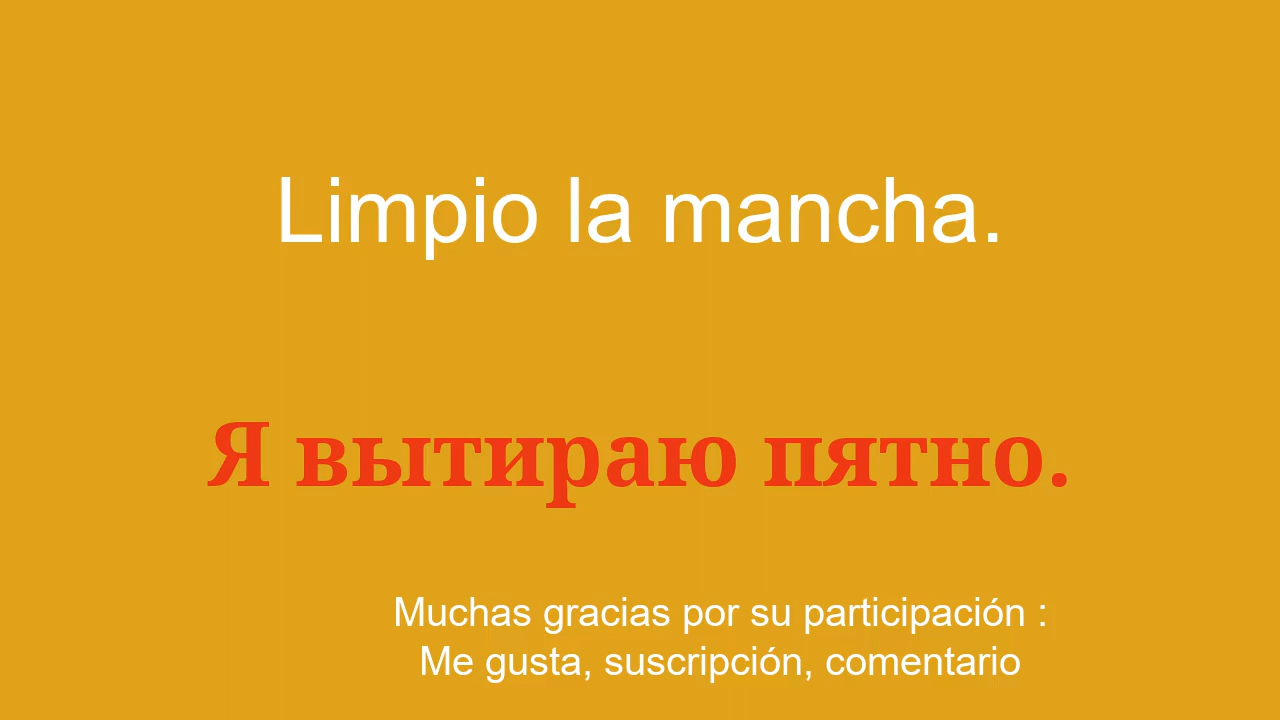 Limpio la mancha.
Я вытираю пятно.
Muchas gracias por su participación :
Me gusta, suscripción, comentario